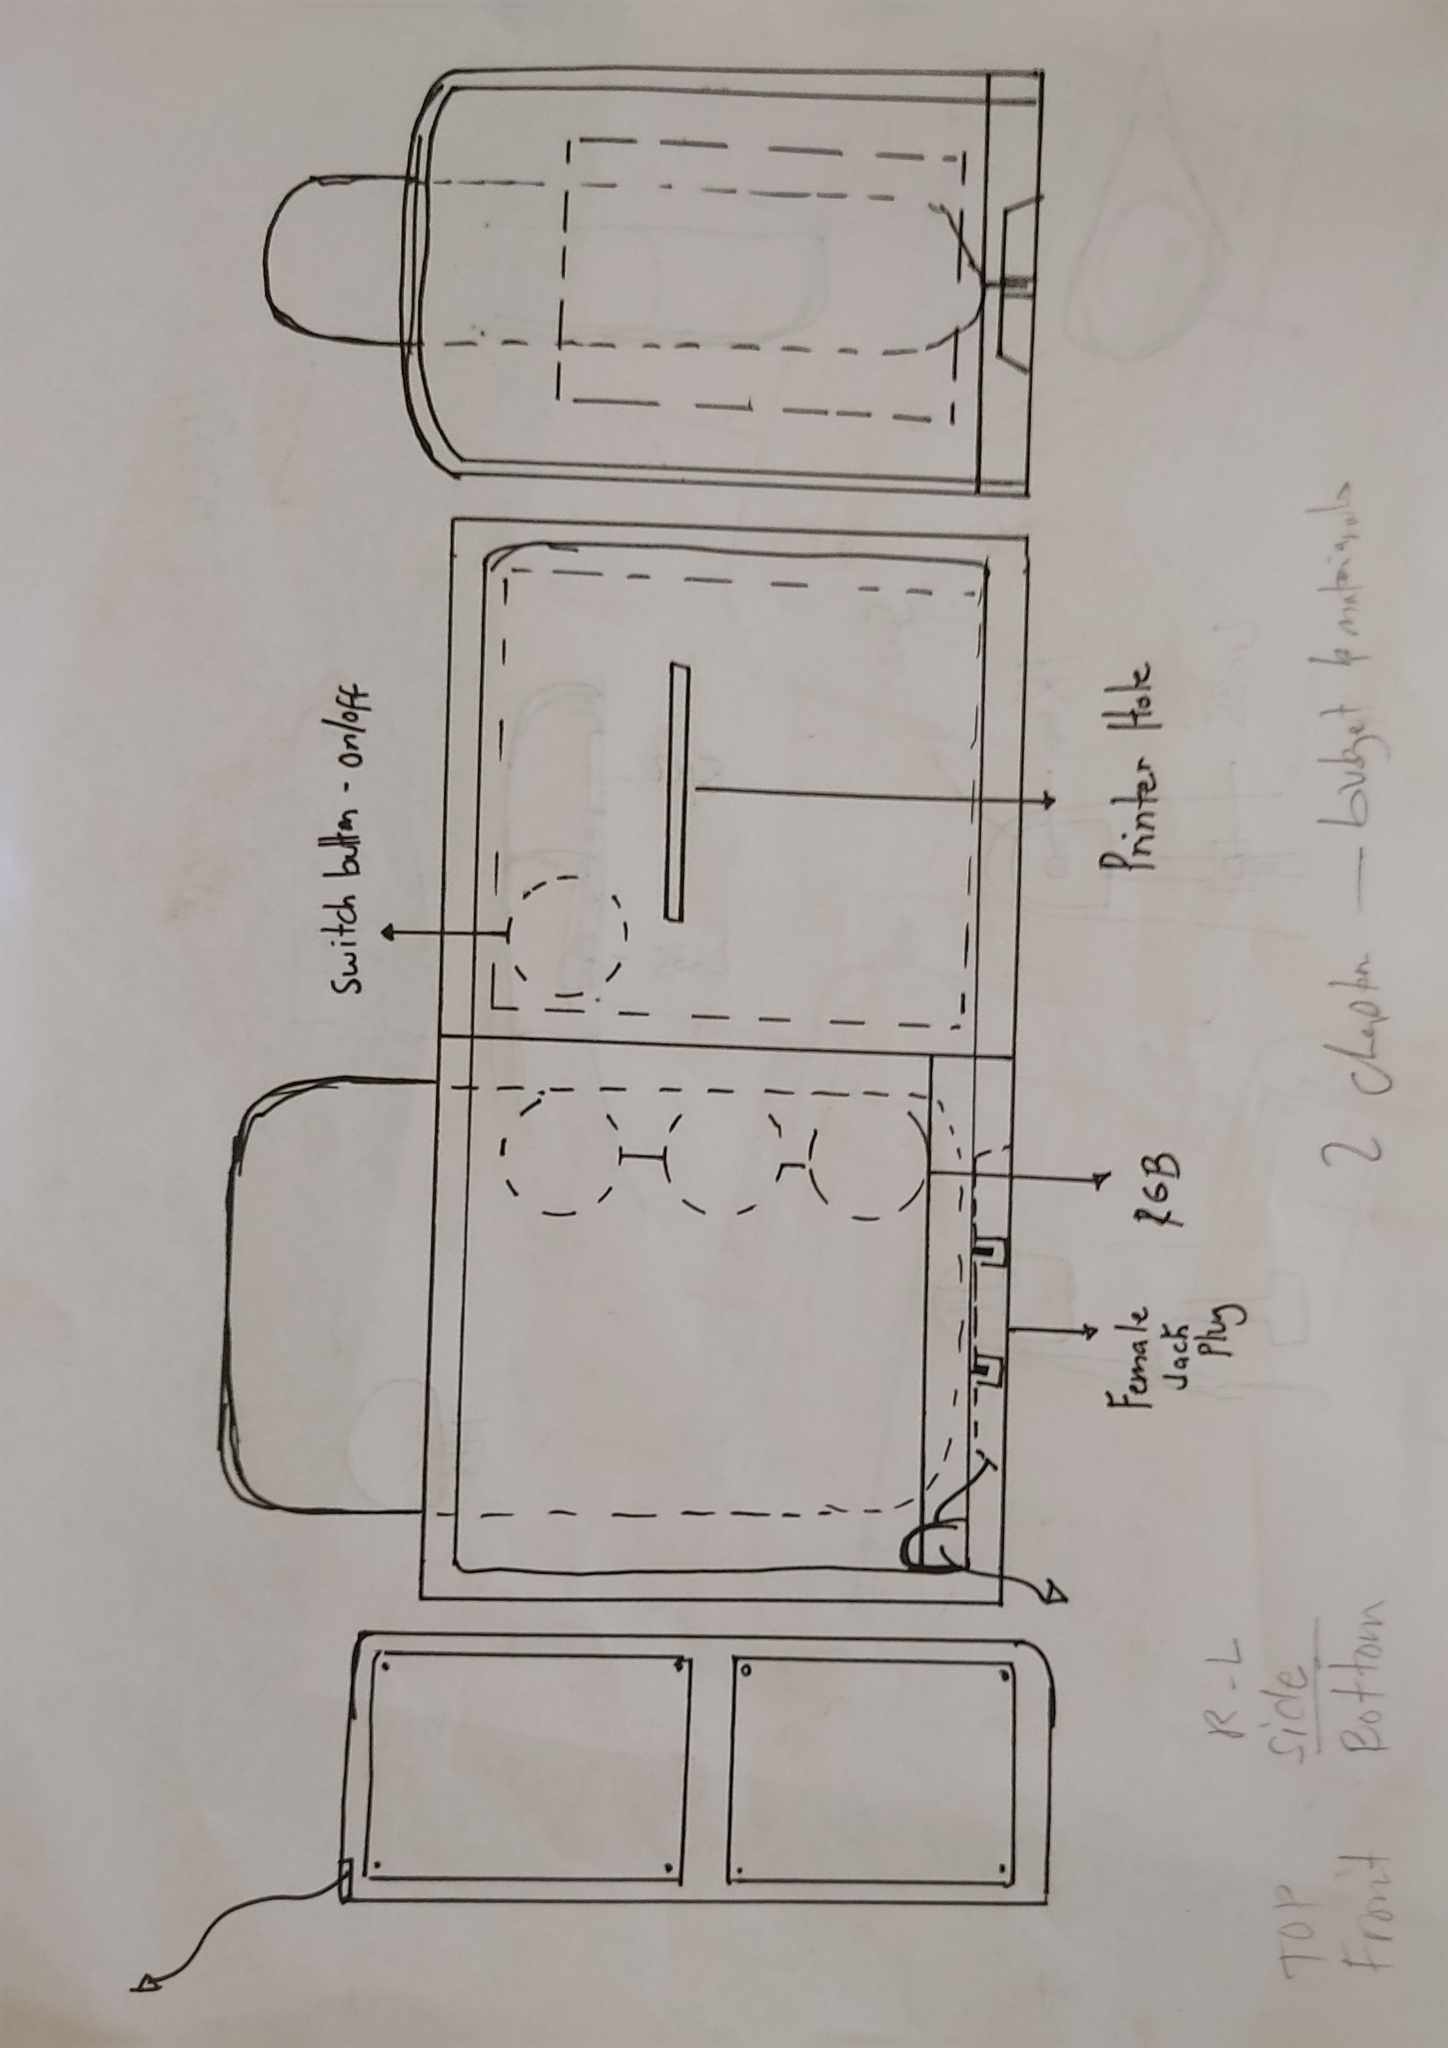 Switch button - on/off
Printer Hole
RGB
Female
Jack
Plug
2 chapter — budget & materials
R - L
TOP Side
Front Bottom